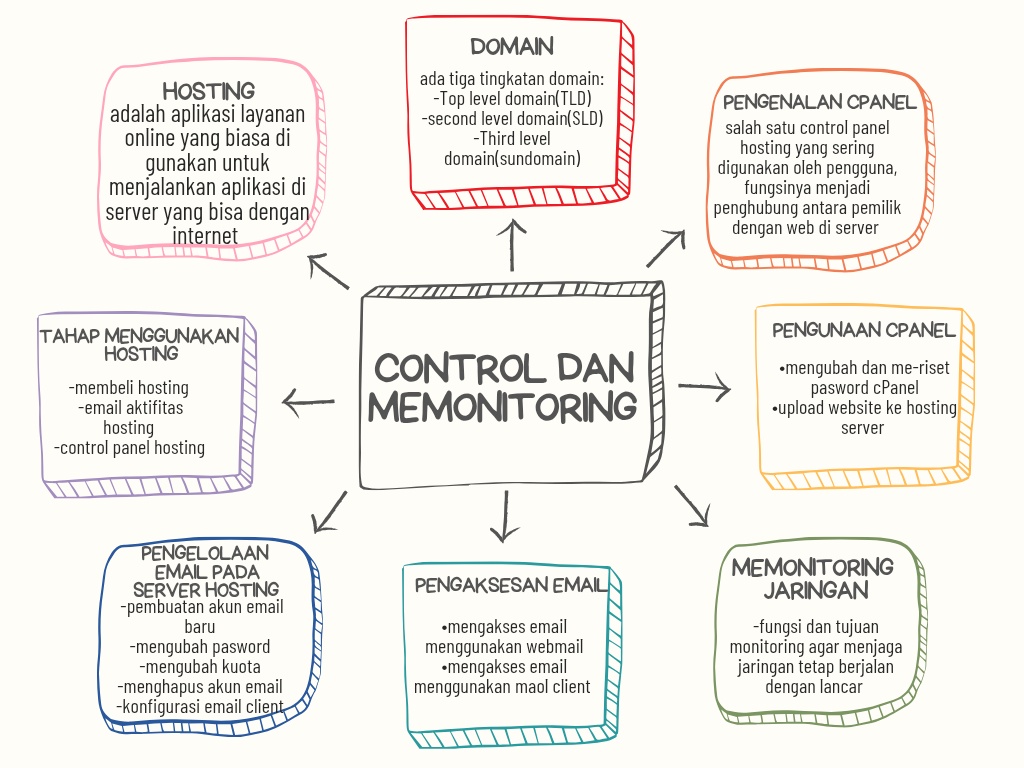 HOSTING
adalah aplikasi layanan
online yang biasa di
gunakan untuk
menjalankan aplikasi di
server yang bisa dengan
internet
DOMAIN
ada tiga tingkatan domain:
-Top level domain(TLD)
-second level domain(SLD)
-Third level
domain(sundomain)
PENGENALAN CPANEL
salah satu control panel
hosting yang sering
digunakan oleh pengguna,
fungsinya menjadi
penghubung antara pemilik
dengan web di server
TAHAP MENGGUNAKAN
HOSTING
-membeli hosting
-email aktifitas
hosting
-control panel hosting
CONTROL DAN
MEMONITORING
PENGUNAAN CPANEL
•mengubah dan me-riset
pasword cPanel
•upload website ke hosting
server
PENGELOLAAN
EMAIL PADA
SERVER HOSTING
-pembuatan akun email
baru
-mengubah pasword
-mengubah kuota
-menghapus akun email
-konfigurasi email client
PENGAKSESAN EMAIL
•mengakses email
menggunakan webmail
•mengakses email
menggunakan maol client
MEMONITORING
JARINGAN
-fungsi dan tujuan
monitoring agar menjaga
jaringan tetap berjalan
dengan lancar